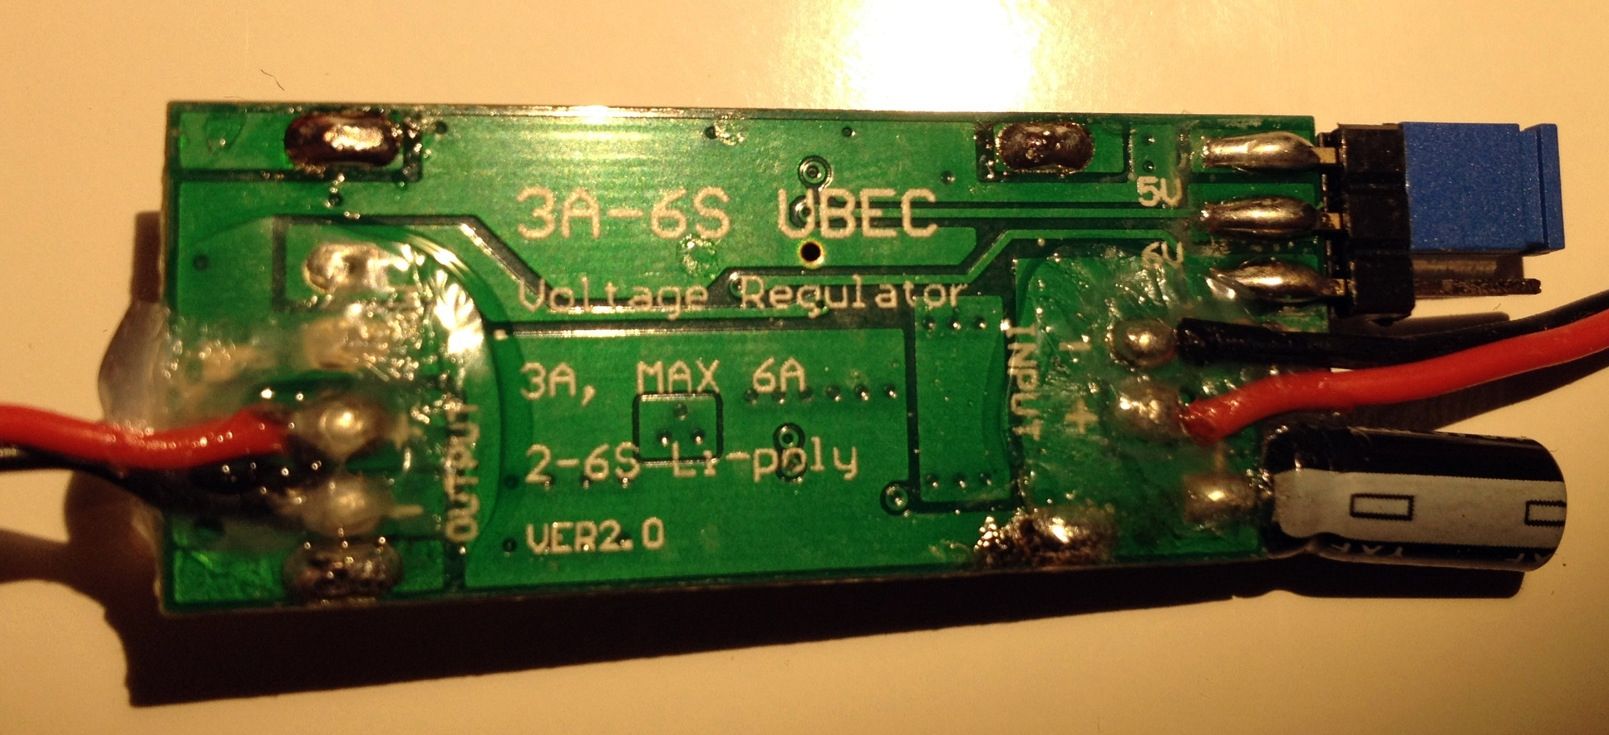 3A-6S UBEC
Voltage Regulator
3A, MAX 6A
2-6S Li-poly
VER2.0
OUTPUT
+
-
INPUT
-
+
5V
6V